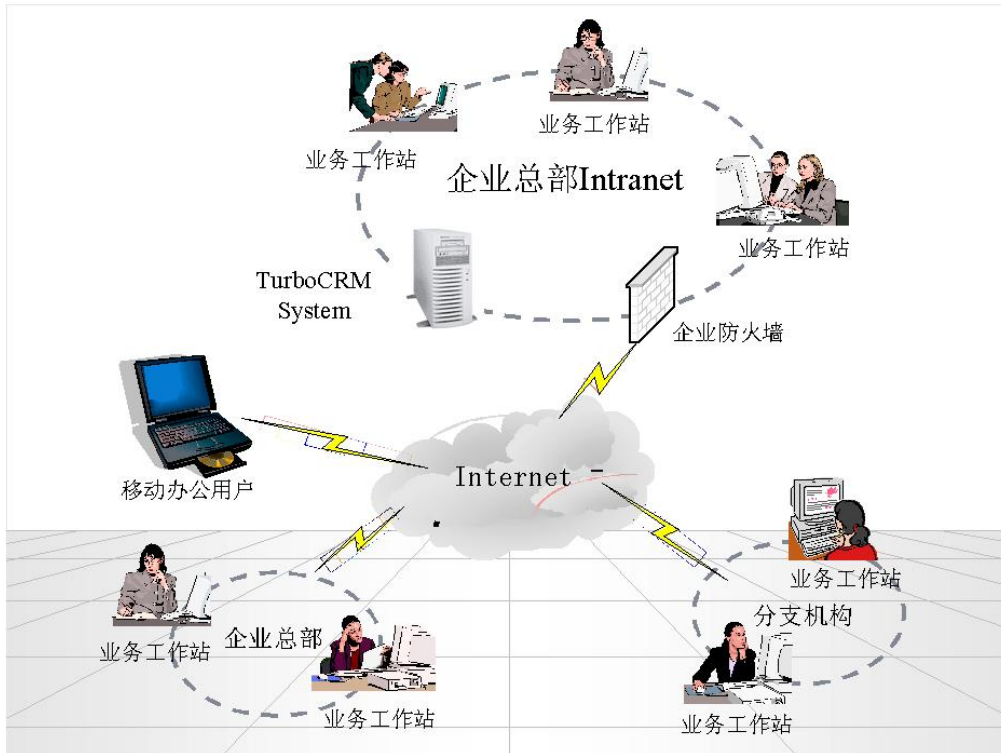 业务工作站
业务工作站
企业总部Intranet
业务工作站
TurboCRM
System
企业防火墙
Internet
移动办公用户
业务工作站
分支机构
业务工作站
企业总部
业务工作站
业务工作站